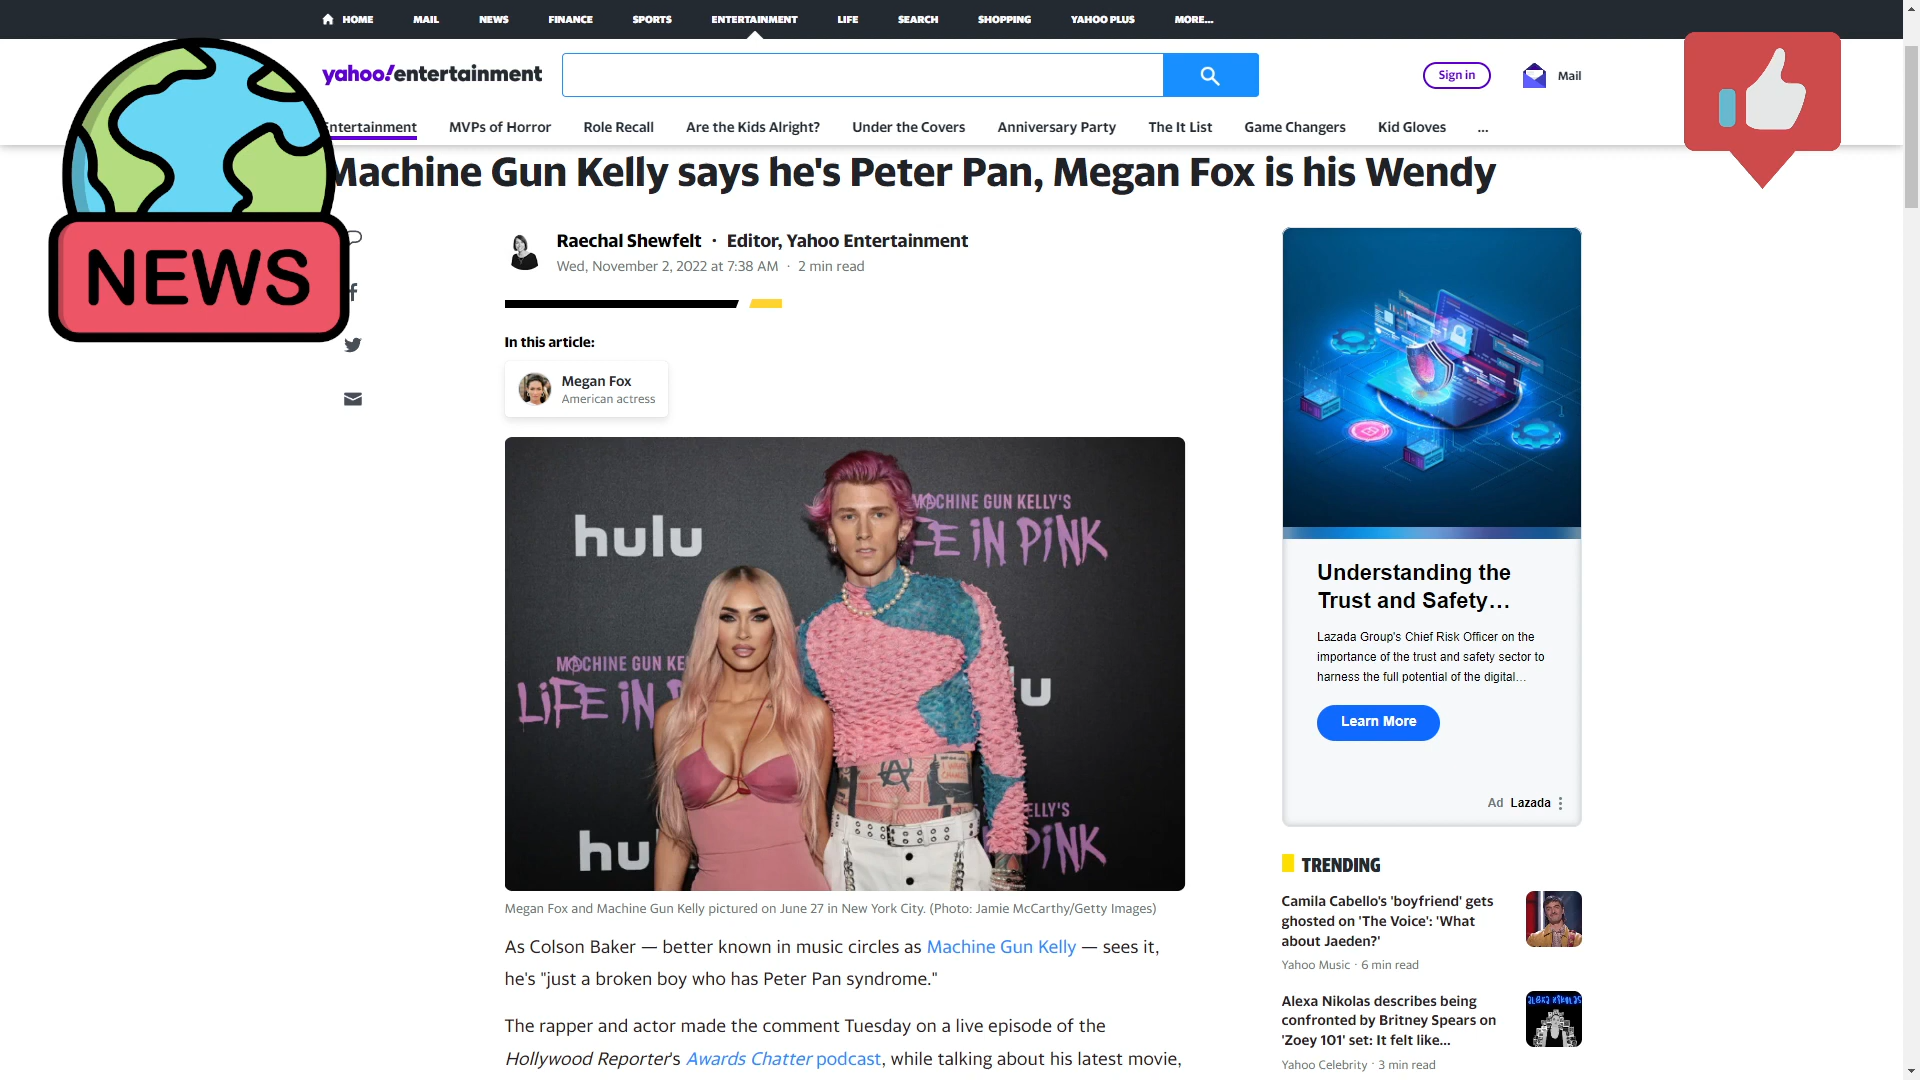 HOME MAIL NEWS FINANCE SPORTS ENTERTAINMENT LIFE SEARCH SHOPPING YAHOO PLUS MORE...
yahoo!entertainment
Sign in
Mail
Entertainment MVPs of Horror Role Recall Are the Kids Alright? Under the Covers Anniversary Party The It List Game Changers Kid Gloves ...
Machine Gun Kelly says he's Peter Pan, Megan Fox is his Wendy
NEWS
Raechal Shewfelt · Editor, Yahoo Entertainment
Wed, November 2, 2022 at 7:38 AM · 2 min read
In this article:
Megan Fox
American actress
hulu
MACHINE GUN KELLY'S
FE IN PINK
MACHINE GUN KE
LIFE IN P
lu
ELLY'S
PINK
hu
Megan Fox and Machine Gun Kelly pictured on June 27 in New York City. (Photo: Jamie McCarthy/Getty Images)
As Colson Baker — better known in music circles as Machine Gun Kelly — sees it,
he's "just a broken boy who has Peter Pan syndrome."
The rapper and actor made the comment Tuesday on a live episode of the
Hollywood Reporter's Awards Chatter podcast, while talking about his latest movie,
Understanding the
Trust and Safety...
Lazada Group's Chief Risk Officer on the
importance of the trust and safety sector to
harness the full potential of the digital...
Learn More
Ad Lazada
TRENDING
Camila Cabello's 'boyfriend' gets
ghosted on 'The Voice': 'What
about Jaeden?'
Yahoo Music · 6 min read
Alexa Nikolas describes being
confronted by Britney Spears on
'Zoey 101' set: It felt like...
Yahoo Celebrity · 3 min read